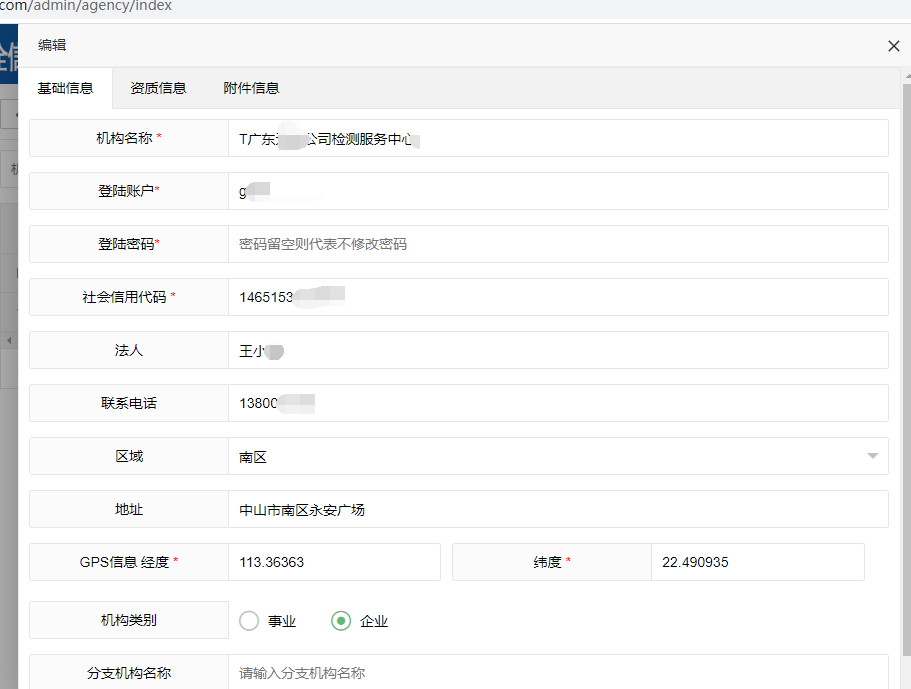 com/admin/agency/index
编辑
基础信息 资质信息 附件信息
机构名称 * T广东 公司检测服务中心
登陆账户* g
登陆密码* 密码留空则代表不修改密码
社会信用代码 * 1465153
法人 王小
联系电话 13800
区域 南区
地址 中山市南区永安广场
GPS信息 经度 * 113.36363 纬度 * 22.490935
机构类别 事业 企业
分支机构名称 请输入分支机构名称